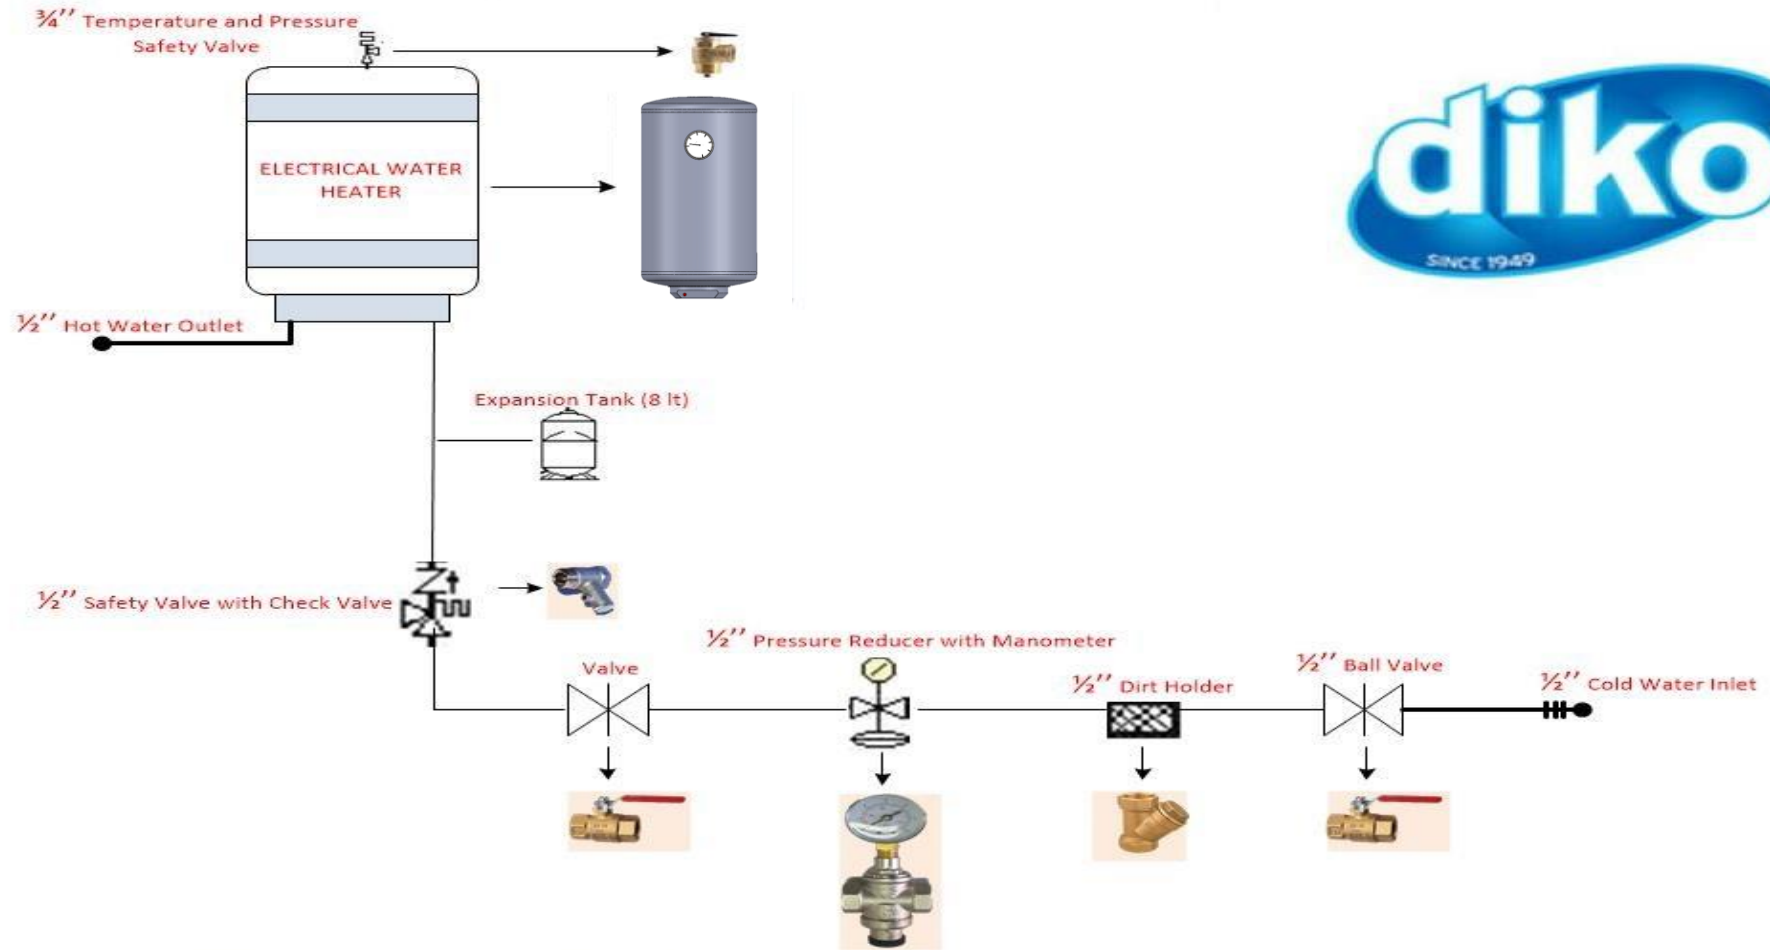 ¾’’ Temperature and Pressure
Safety Valve
ELECTRICAL WATER
HEATER
diko
SINCE 1949
½’’ Hot Water Outlet
Expansion Tank (8 lt)
½’’ Safety Valve with Check Valve
½’’ Pressure Reducer with Manometer
Valve
½’’ Dirt Holder
½’’ Ball Valve
½’’ Cold Water Inlet